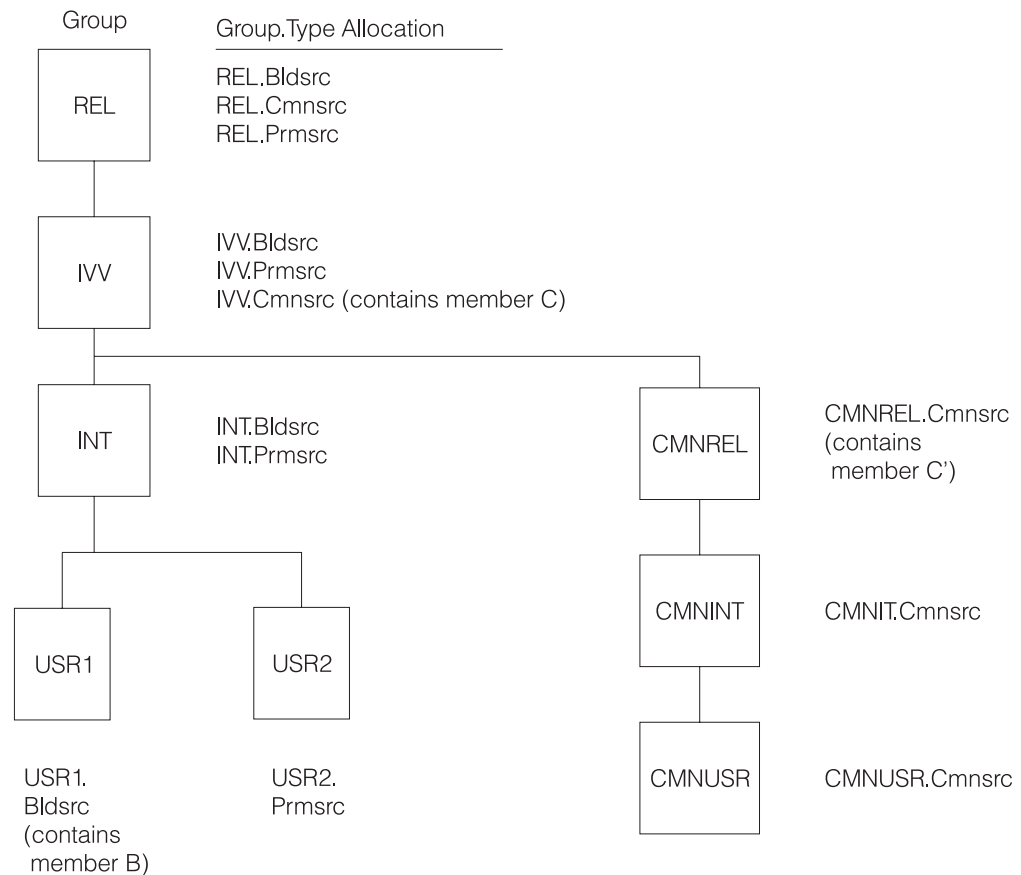 Group
Group.Type Allocation
REL
REL.Bldsrc
REL.Cmnsrc
REL.Prmsrc
IVV
IVV.Bldsrc
IVV.Prmsrc
IVV.Cmnsrc (contains member C)
INT
INT.Bldsrc
INT.Prmsrc
CMNREL
CMNREL.Cmnsrc
(contains
member C')
USR1
USR2
CMNINT
CMNIT.Cmnsrc
USR1.
Bldsrc
(contains
member B)
USR2.
Prmsrc
CMNUSR
CMNUSR.Cmnsrc